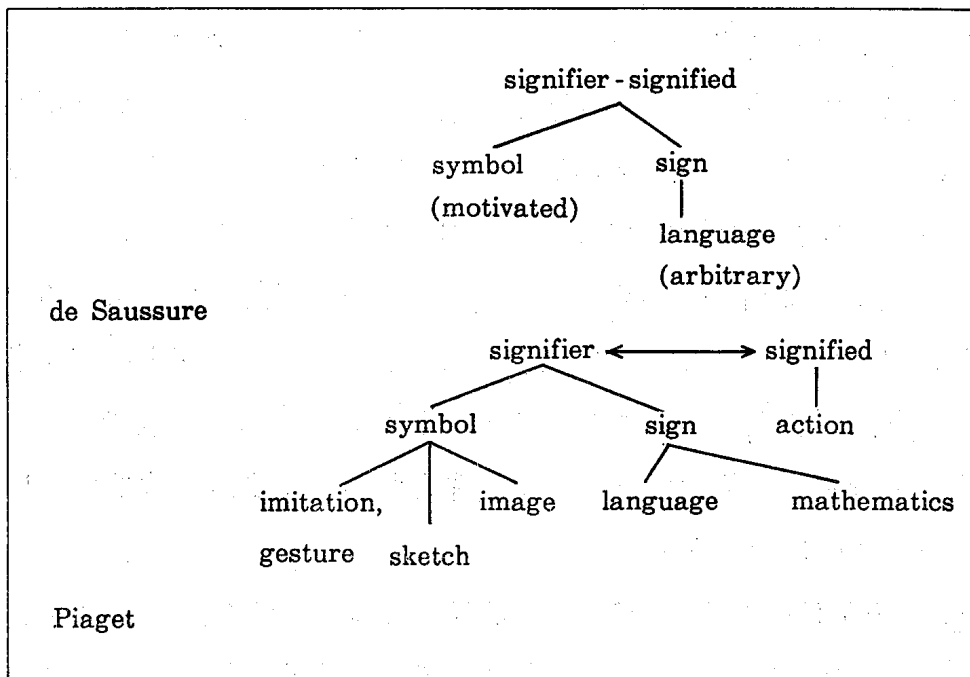 signifier - signified
symbol sign
(motivated)
language
(arbitrary)
de Saussure
signifier signified
symbol sign action
imitation, image language mathematics
gesture sketch
Piaget